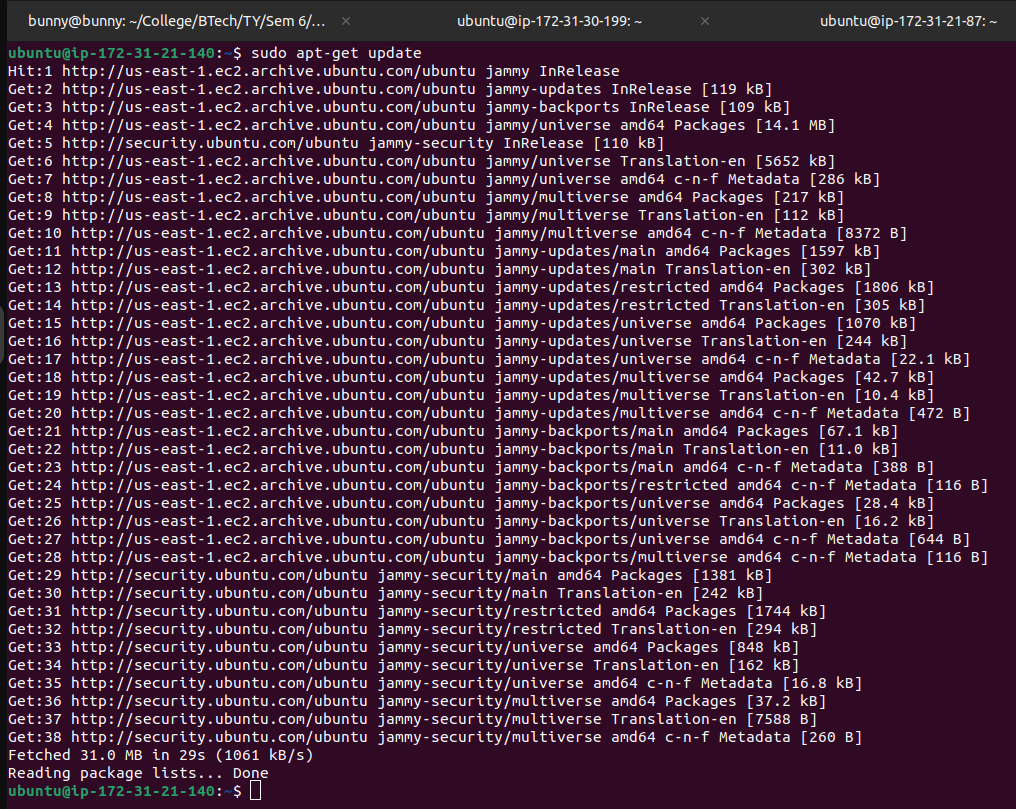 bunny@bunny: ~/College/BTech/TY/Sem 6/... × ubuntu@ip-172-31-30-199: ~ × ubuntu@ip-172-31-21-87: ~
ubuntu@ip-172-31-21-140:~$ sudo apt-get update
Hit:1 http://us-east-1.ec2.archive.ubuntu.com/ubuntu jammy InRelease
Get:2 http://us-east-1.ec2.archive.ubuntu.com/ubuntu jammy-updates InRelease [119 kB]
Get:3 http://us-east-1.ec2.archive.ubuntu.com/ubuntu jammy-backports InRelease [109 kB]
Get:4 http://us-east-1.ec2.archive.ubuntu.com/ubuntu jammy/universe amd64 Packages [14.1 MB]
Get:5 http://security.ubuntu.com/ubuntu jammy-security InRelease [110 kB]
Get:6 http://us-east-1.ec2.archive.ubuntu.com/ubuntu jammy/universe Translation-en [5652 kB]
Get:7 http://us-east-1.ec2.archive.ubuntu.com/ubuntu jammy/universe amd64 c-n-f Metadata [286 kB]
Get:8 http://us-east-1.ec2.archive.ubuntu.com/ubuntu jammy/multiverse amd64 Packages [217 kB]
Get:9 http://us-east-1.ec2.archive.ubuntu.com/ubuntu jammy/multiverse Translation-en [112 kB]
Get:10 http://us-east-1.ec2.archive.ubuntu.com/ubuntu jammy/multiverse amd64 c-n-f Metadata [8372 B]
Get:11 http://us-east-1.ec2.archive.ubuntu.com/ubuntu jammy-updates/main amd64 Packages [1597 kB]
Get:12 http://us-east-1.ec2.archive.ubuntu.com/ubuntu jammy-updates/main Translation-en [302 kB]
Get:13 http://us-east-1.ec2.archive.ubuntu.com/ubuntu jammy-updates/restricted amd64 Packages [1806 kB]
Get:14 http://us-east-1.ec2.archive.ubuntu.com/ubuntu jammy-updates/restricted Translation-en [305 kB]
Get:15 http://us-east-1.ec2.archive.ubuntu.com/ubuntu jammy-updates/universe amd64 Packages [1070 kB]
Get:16 http://us-east-1.ec2.archive.ubuntu.com/ubuntu jammy-updates/universe Translation-en [244 kB]
Get:17 http://us-east-1.ec2.archive.ubuntu.com/ubuntu jammy-updates/universe amd64 c-n-f Metadata [22.1 kB]
Get:18 http://us-east-1.ec2.archive.ubuntu.com/ubuntu jammy-updates/multiverse amd64 Packages [42.7 kB]
Get:19 http://us-east-1.ec2.archive.ubuntu.com/ubuntu jammy-updates/multiverse Translation-en [10.4 kB]
Get:20 http://us-east-1.ec2.archive.ubuntu.com/ubuntu jammy-updates/multiverse amd64 c-n-f Metadata [472 B]
Get:21 http://us-east-1.ec2.archive.ubuntu.com/ubuntu jammy-backports/main amd64 Packages [67.1 kB]
Get:22 http://us-east-1.ec2.archive.ubuntu.com/ubuntu jammy-backports/main Translation-en [11.0 kB]
Get:23 http://us-east-1.ec2.archive.ubuntu.com/ubuntu jammy-backports/main amd64 c-n-f Metadata [388 B]
Get:24 http://us-east-1.ec2.archive.ubuntu.com/ubuntu jammy-backports/restricted amd64 c-n-f Metadata [116 B]
Get:25 http://us-east-1.ec2.archive.ubuntu.com/ubuntu jammy-backports/universe amd64 Packages [28.4 kB]
Get:26 http://us-east-1.ec2.archive.ubuntu.com/ubuntu jammy-backports/universe Translation-en [16.2 kB]
Get:27 http://us-east-1.ec2.archive.ubuntu.com/ubuntu jammy-backports/universe amd64 c-n-f Metadata [644 B]
Get:28 http://us-east-1.ec2.archive.ubuntu.com/ubuntu jammy-backports/multiverse amd64 c-n-f Metadata [116 B]
Get:29 http://security.ubuntu.com/ubuntu jammy-security/main amd64 Packages [1381 kB]
Get:30 http://security.ubuntu.com/ubuntu jammy-security/main Translation-en [242 kB]
Get:31 http://security.ubuntu.com/ubuntu jammy-security/restricted amd64 Packages [1744 kB]
Get:32 http://security.ubuntu.com/ubuntu jammy-security/restricted Translation-en [294 kB]
Get:33 http://security.ubuntu.com/ubuntu jammy-security/universe amd64 Packages [848 kB]
Get:34 http://security.ubuntu.com/ubuntu jammy-security/universe Translation-en [162 kB]
Get:35 http://security.ubuntu.com/ubuntu jammy-security/universe amd64 c-n-f Metadata [16.8 kB]
Get:36 http://security.ubuntu.com/ubuntu jammy-security/multiverse amd64 Packages [37.2 kB]
Get:37 http://security.ubuntu.com/ubuntu jammy-security/multiverse Translation-en [7588 B]
Get:38 http://security.ubuntu.com/ubuntu jammy-security/multiverse amd64 c-n-f Metadata [260 B]
Fetched 31.0 MB in 29s (1061 kB/s)
Reading package lists... Done
ubuntu@ip-172-31-21-140:~$